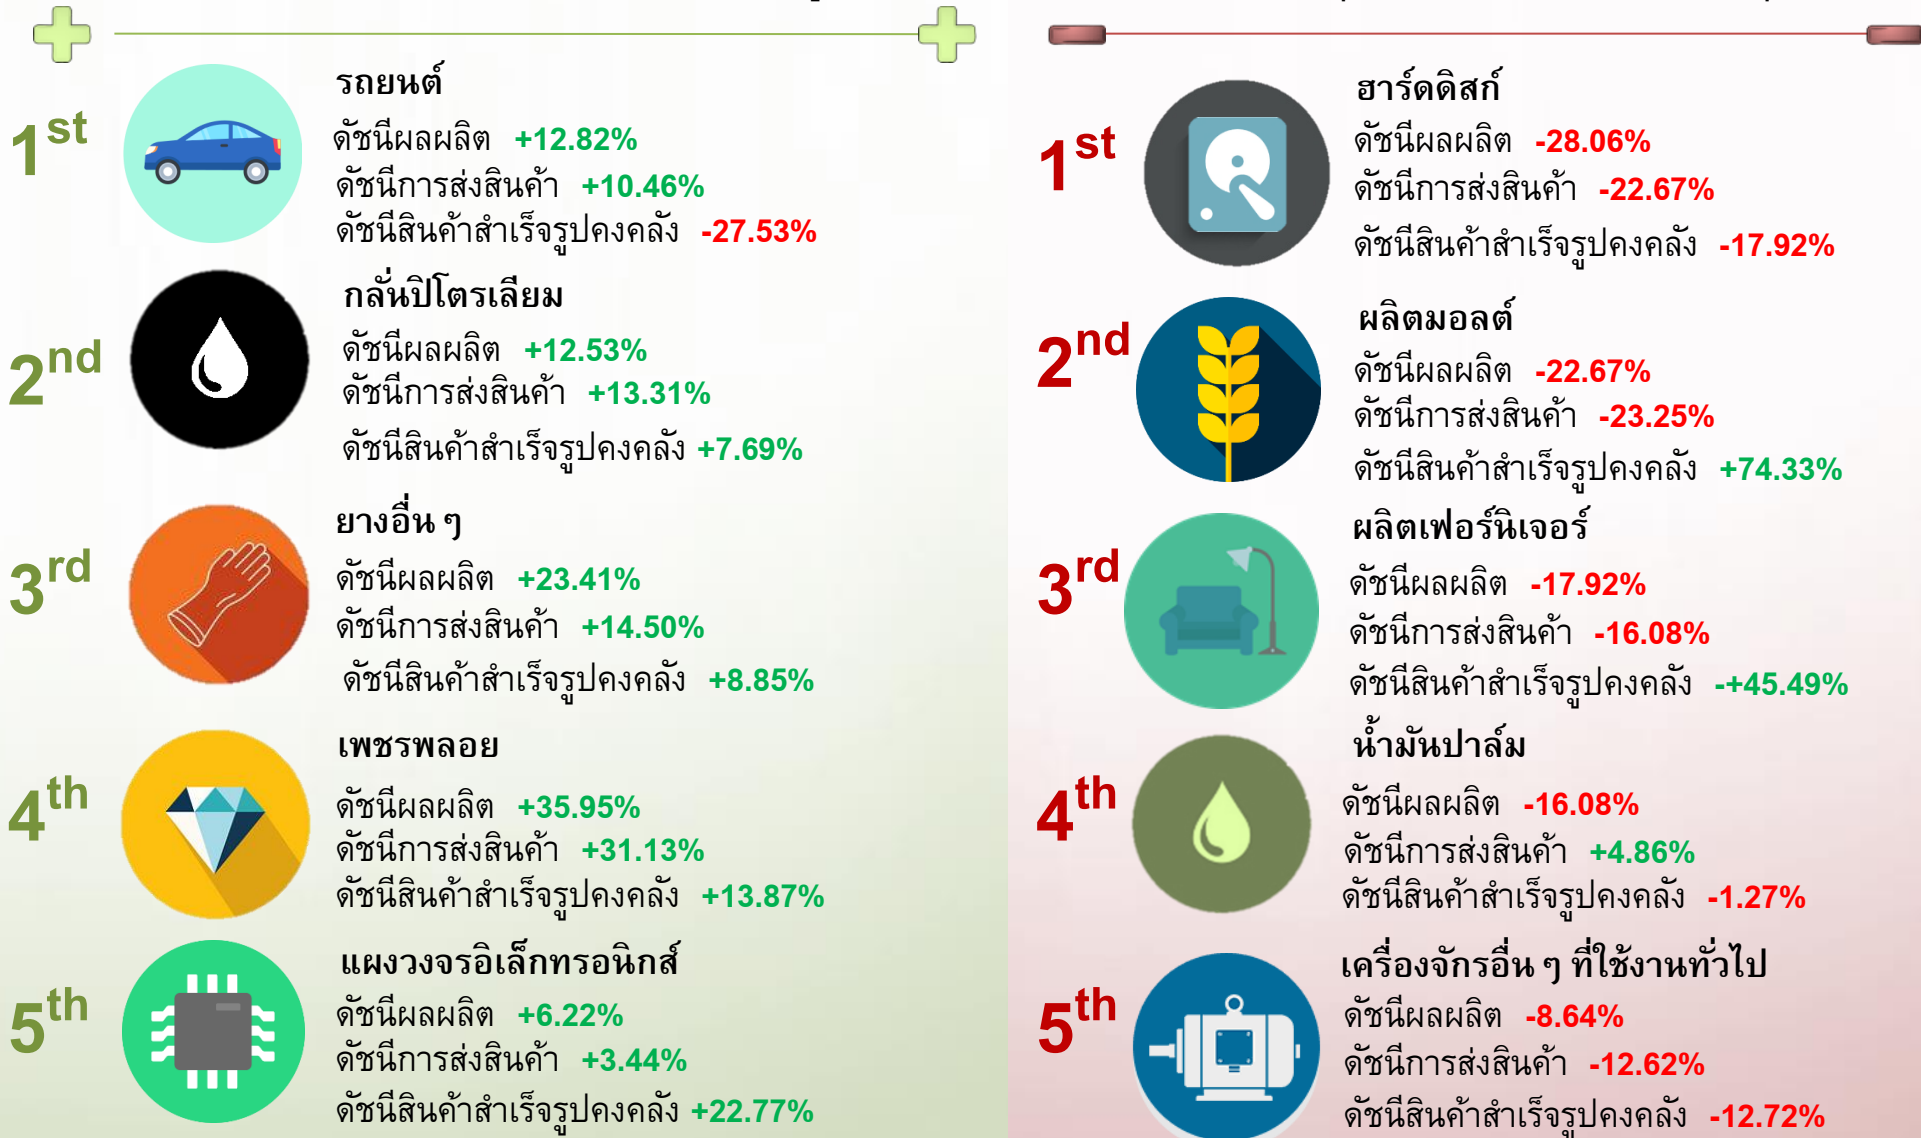 1st
รถยนต์
ดัชนีผลผลิต +12.82%
ดัชนีการส่งสินค้า +10.46%
ดัชนีสินค้าสำเร็จรูปคงคลัง -27.53%
2nd
กลั่นปิโตรเลียม
ดัชนีผลผลิต +12.53%
ดัชนีการส่งสินค้า +13.31%
ดัชนีสินค้าสำเร็จรูปคงคลัง +7.69%
3rd
ยางอื่น ๆ
ดัชนีผลผลิต +23.41%
ดัชนีการส่งสินค้า +14.50%
ดัชนีสินค้าสำเร็จรูปคงคลัง +8.85%
4th
เพชรพลอย
ดัชนีผลผลิต +35.95%
ดัชนีการส่งสินค้า +31.13%
ดัชนีสินค้าสำเร็จรูปคงคลัง +13.87%
5th
แผงวงจรอิเล็กทรอนิกส์
ดัชนีผลผลิต +6.22%
ดัชนีการส่งสินค้า +3.44%
ดัชนีสินค้าสำเร็จรูปคงคลัง +22.77%
1st
ฮาร์ดดิสก์
ดัชนีผลผลิต -28.06%
ดัชนีการส่งสินค้า -22.67%
ดัชนีสินค้าสำเร็จรูปคงคลัง -17.92%
2nd
ผลิตมอลต์
ดัชนีผลผลิต -22.67%
ดัชนีการส่งสินค้า -23.25%
ดัชนีสินค้าสำเร็จรูปคงคลัง +74.33%
3rd
ผลิตเฟอร์นิเจอร์
ดัชนีผลผลิต -17.92%
ดัชนีการส่งสินค้า -16.08%
ดัชนีสินค้าสำเร็จรูปคงคลัง -+45.49%
4th
น้ำมันปาล์ม
ดัชนีผลผลิต -16.08%
ดัชนีการส่งสินค้า +4.86%
ดัชนีสินค้าสำเร็จรูปคงคลัง -1.27%
5th
เครื่องจักรอื่น ๆ ที่ใช้งานทั่วไป
ดัชนีผลผลิต -8.64%
ดัชนีการส่งสินค้า -12.62%
ดัชนีสินค้าสำเร็จรูปคงคลัง -12.72%